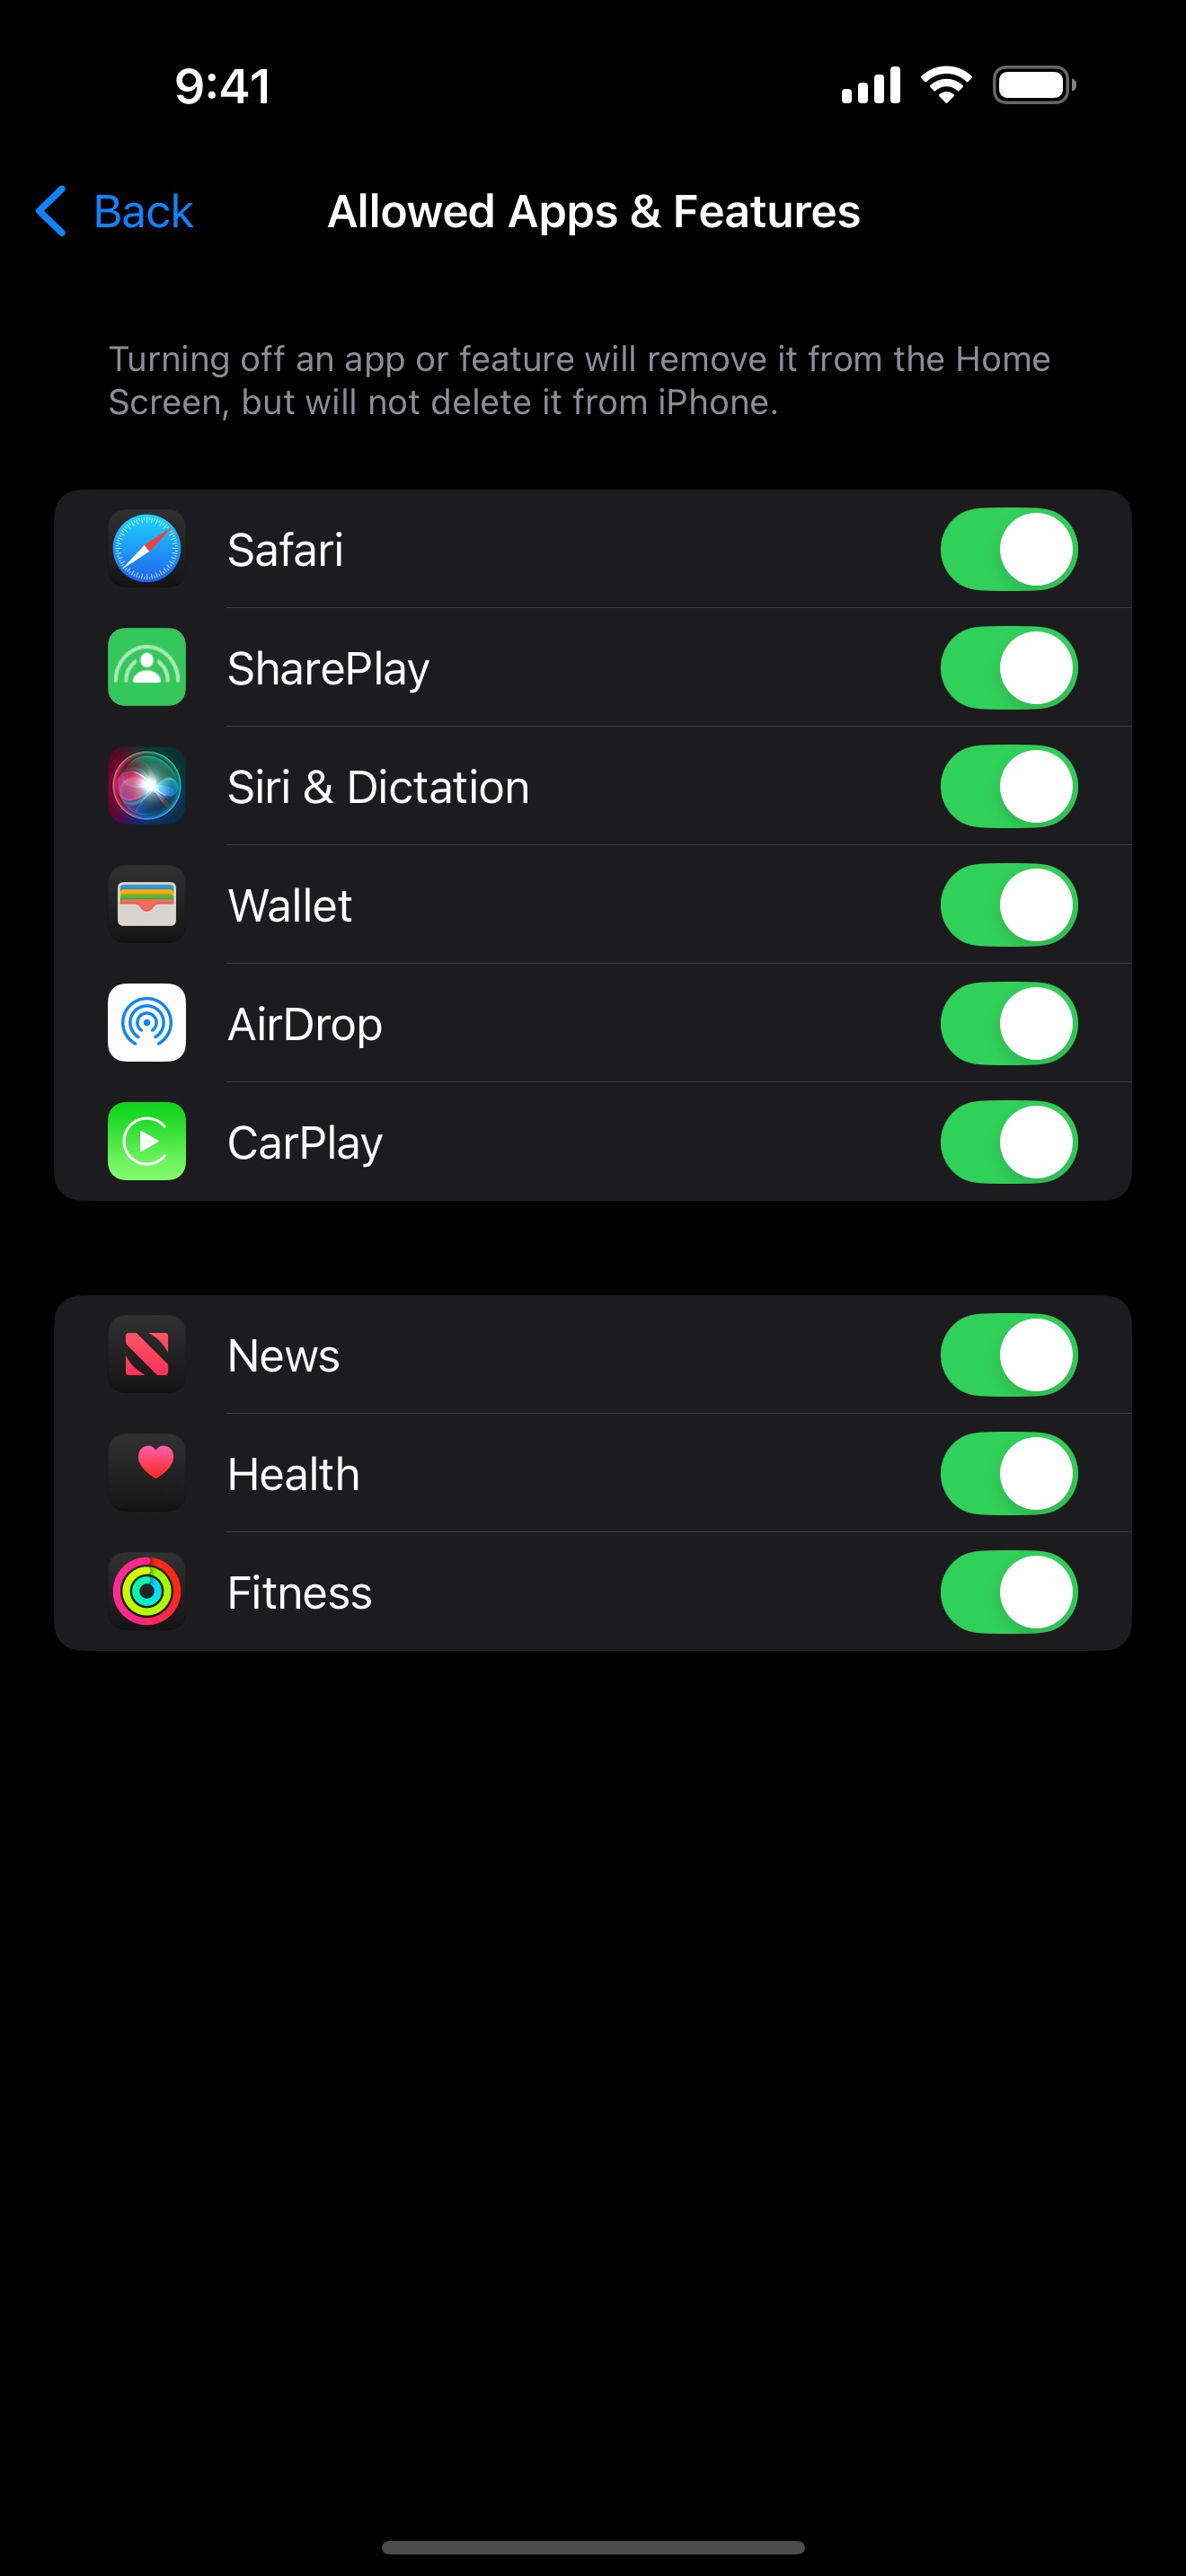 9:41
Back
Allowed Apps & Features
Turning off an app or feature will remove it from the Home
Screen, but will not delete it from iPhone.
Safari
SharePlay
Siri & Dictation
Wallet
AirDrop
CarPlay
News
Health
Fitness